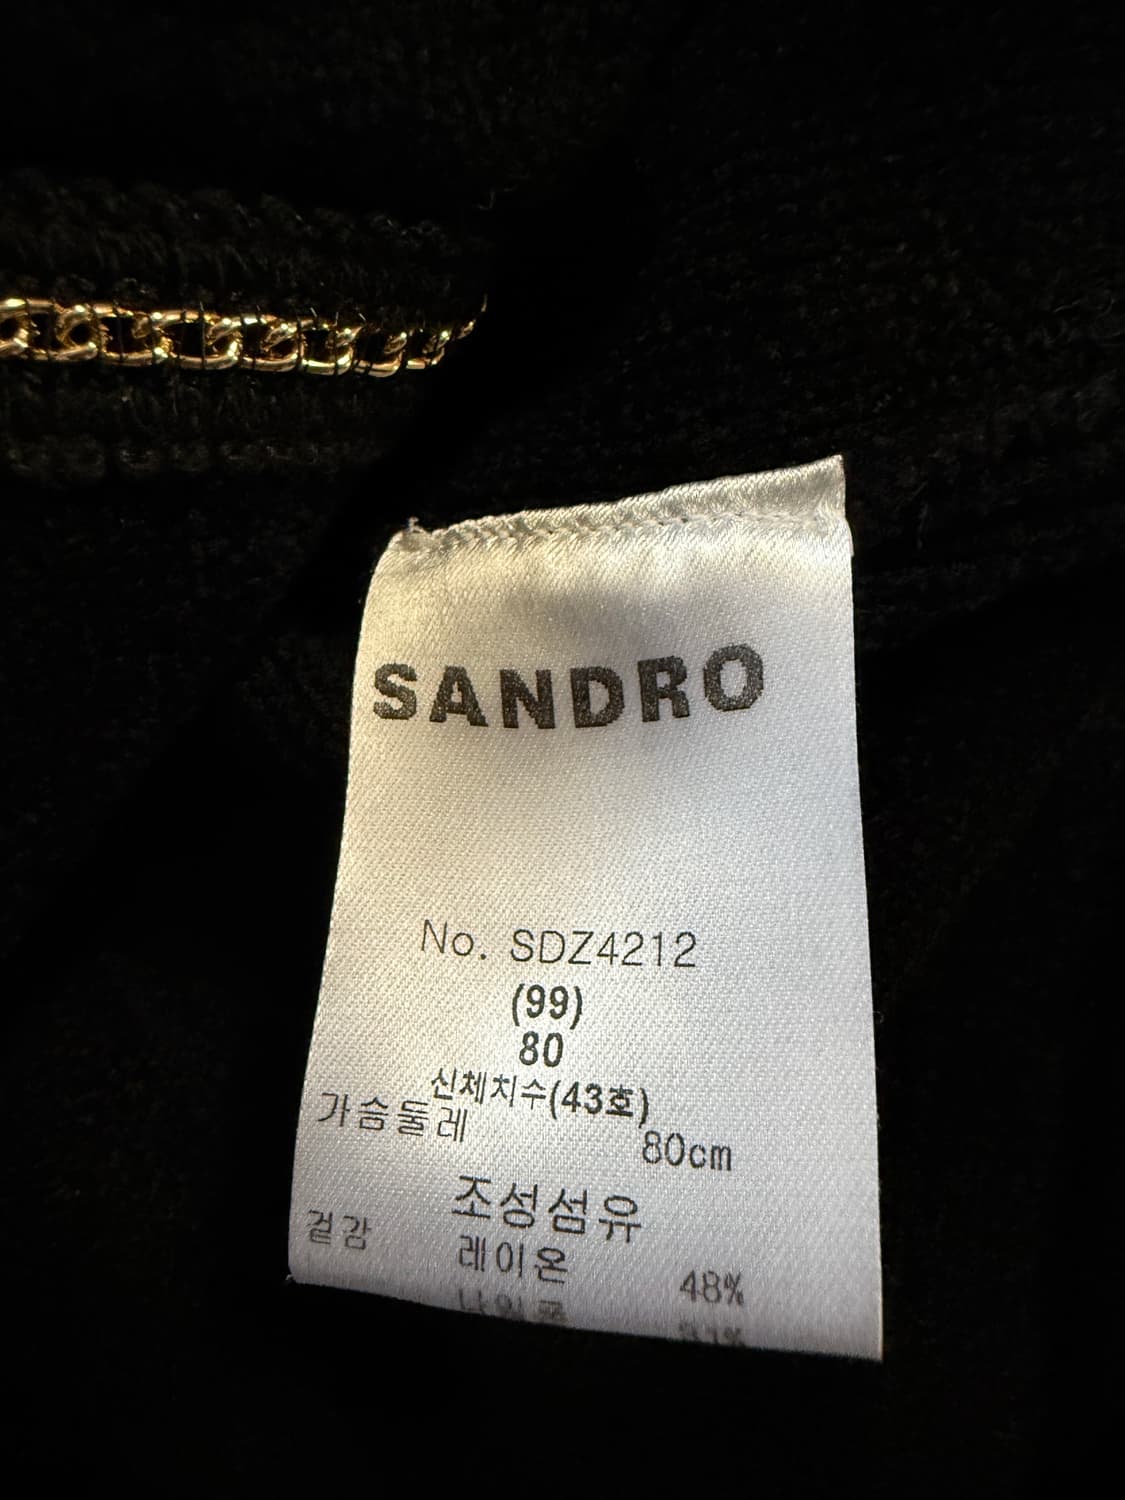 SANDRO
No. SDZ4212
(99)
80
신체치수(43호)
가슴둘레 80cm
조성섬유
겉감 레이온 48%